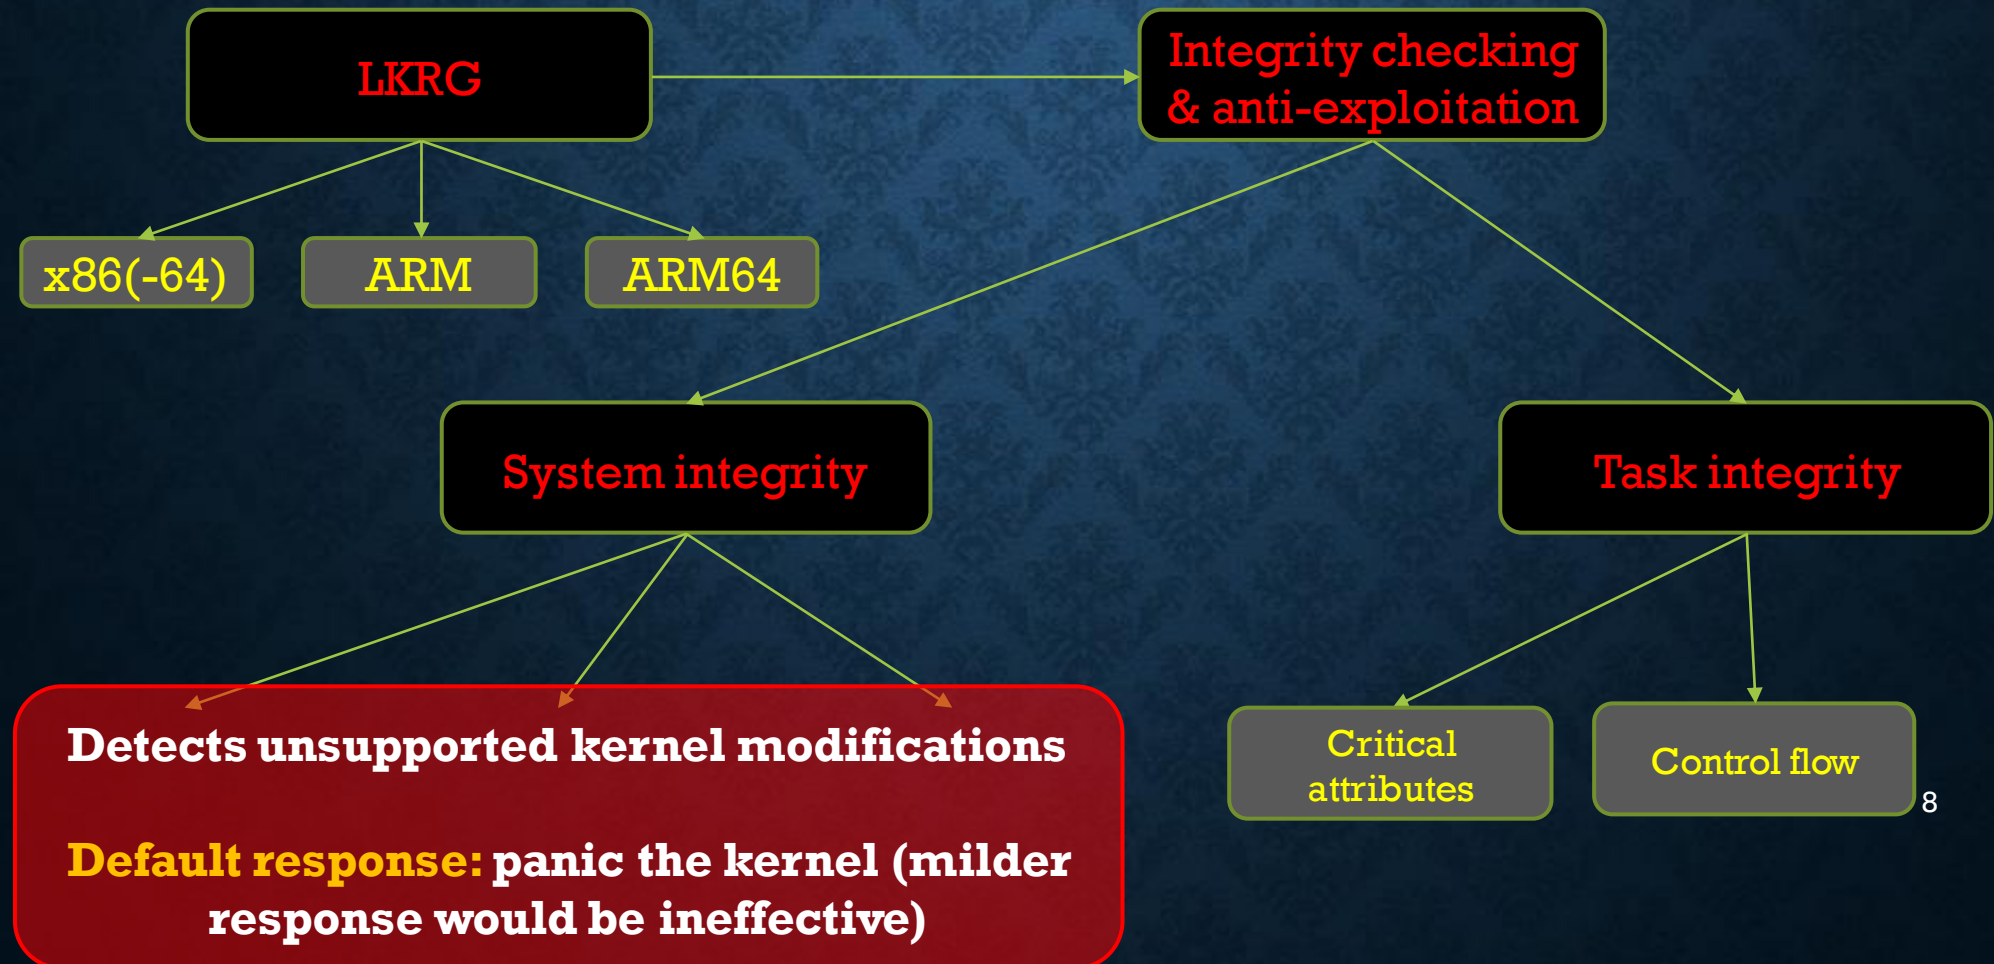 LKRG
Integrity checking
& anti-exploitation
x86(-64)
ARM
ARM64
System integrity
Task integrity
Detects unsupported kernel modifications
Default response: panic the kernel (milder
response would be ineffective)
Critical
attributes
Control flow
8